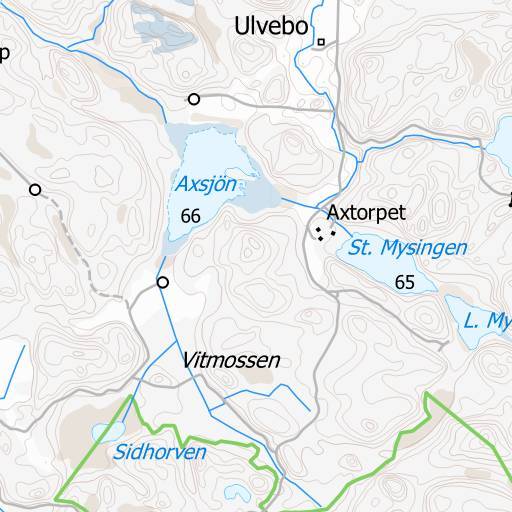 Ulvebo
p
Axsjön
66
Axtorpet
St. Mysingen
65
L. My
Vitmossen
Sidhorven